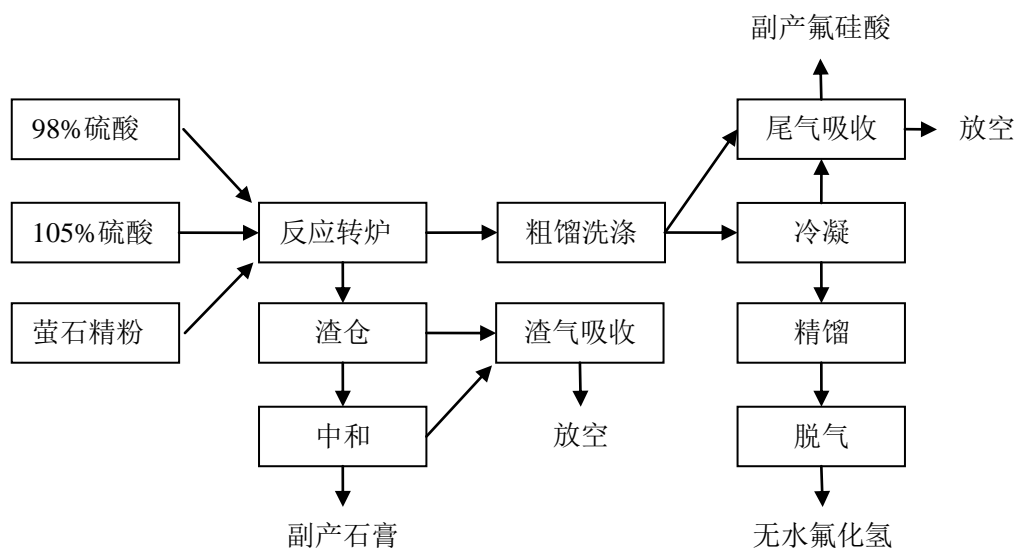 副产氟硅酸
98%硫酸
尾气吸收
放空
105%硫酸
反应转炉
粗馏洗涤
冷凝
萤石精粉
渣仓
渣气吸收
精馏
中和
放空
脱气
副产石膏
无水氟化氢